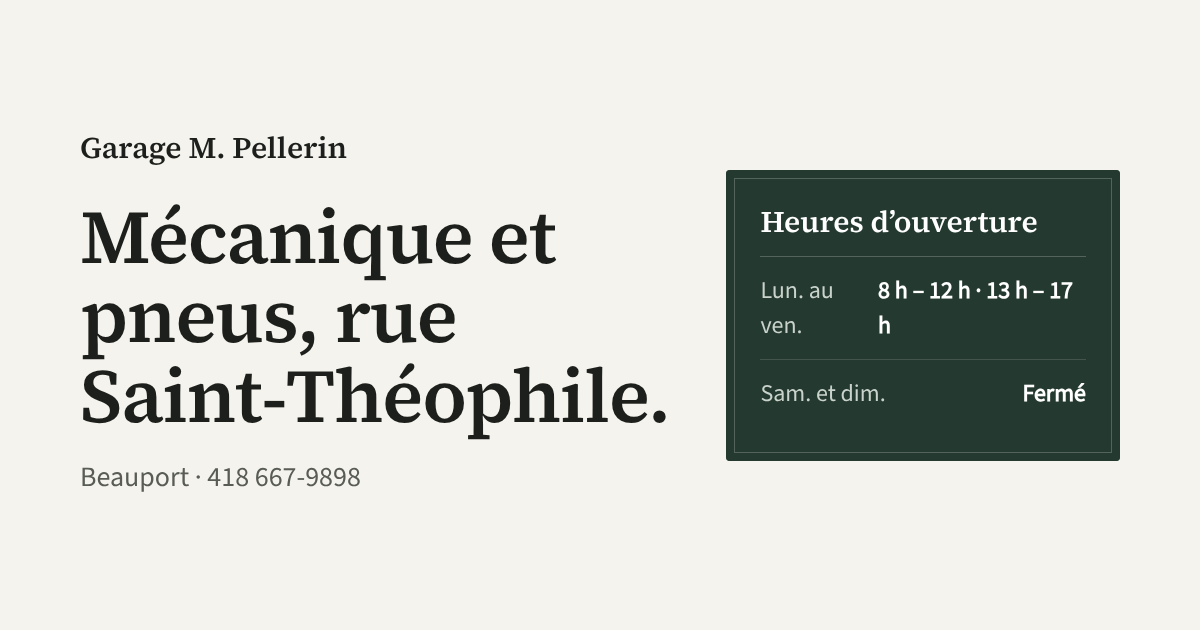 Garage M. Pellerin
Mécanique et
pneus, rue
Saint-Théophile.
Beauport · 418 667-9898
Heures d’ouverture
Lun. au ven. 8 h – 12 h · 13 h – 17 h
Sam. et dim. Fermé